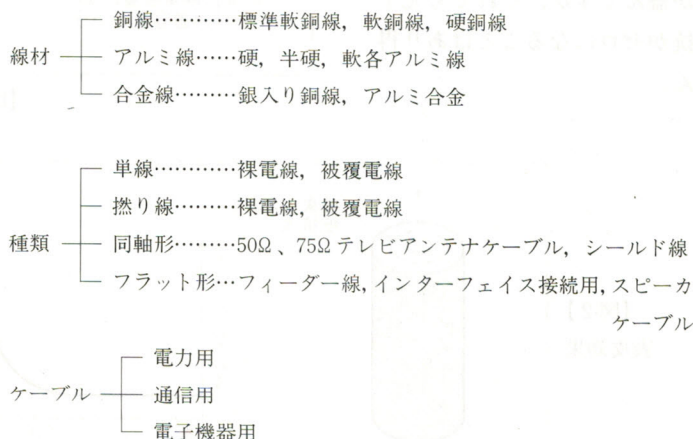 銅線………標準軟銅線，軟銅線，硬銅線
線材 アルミ線……硬，半硬，軟各アルミ線
合金線………銀入り銅線，アルミ合金
単線…………裸電線，被覆電線
撚り線………裸電線，被覆電線
種類 同軸形………50Ω、75Ωテレビアンテナケーブル，シールド線
フラット形…フィーダー線，インターフェイス接続用，スピーカ
ケーブル
電力用
ケーブル 通信用
電子機器用